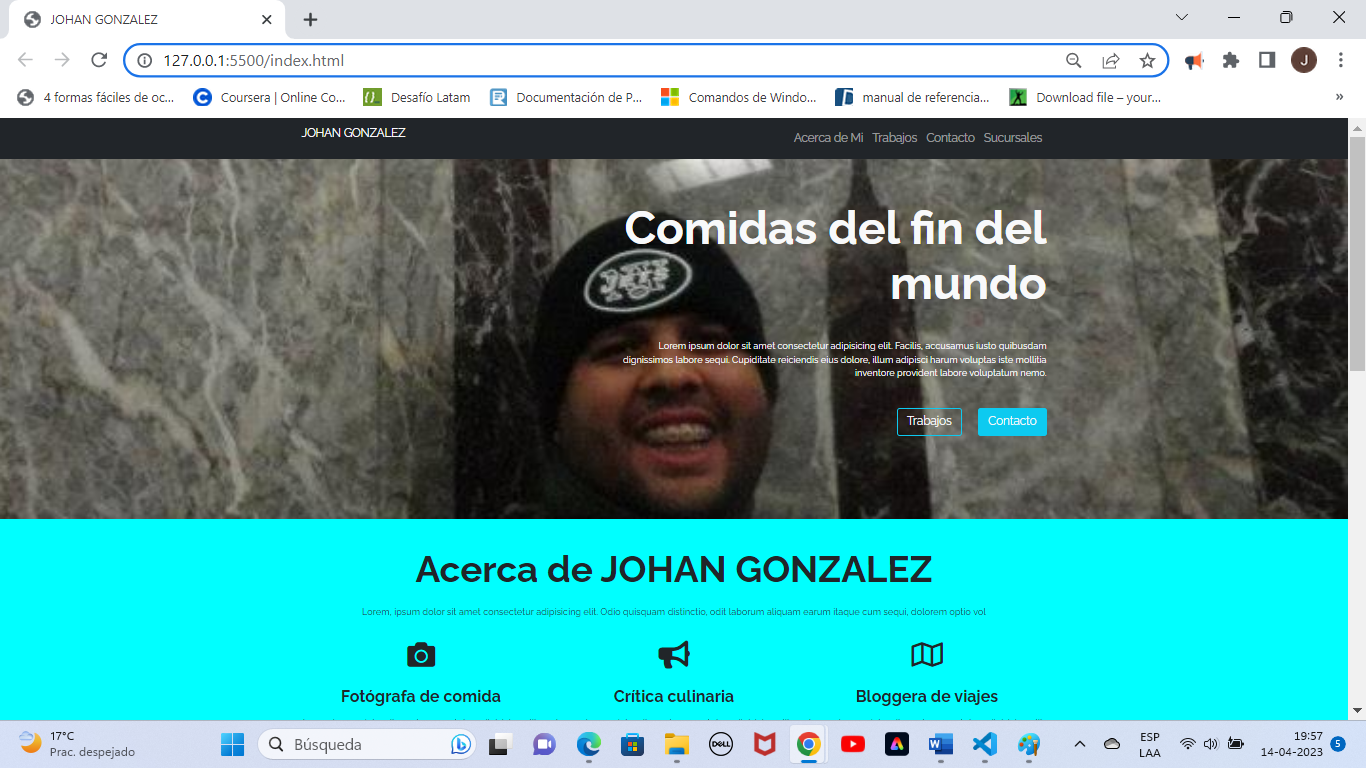 JOHAN GONZALEZ
127.0.0.1:5500/index.html
J
4 formas fáciles de oc...
Coursera | Online Co...
Desafío Latam
Documentación de P...
Comandos de Windo...
manual de referencia...
Download file – your...
»
JOHAN GONZALEZ
Acerca de Mi
Trabajos
Contacto
Sucursales
Comidas del fin del
mundo
JETS
Lorem ipsum dolor sit amet consectetur adipisicing elit. Facilis, accusamus iusto quibusdam
dignissimos labore sequi. Cupiditate reiciendis eius dolore, illum adipisci harum voluptas iste mollitia
inventore provident labore voluptatum nemo.
Trabajos
Contacto
Acerca de JOHAN GONZALEZ
Lorem, ipsum dolor sit amet consectetur adipisicing elit. Odio quisquam distinctio, odit laborum aliquam earum itaque cum sequi, dolorem optio vol
Fotógrafa de comida
Crítica culinaria
Bloggera de viajes
17°C
Prac. despejado
Búsqueda
DELL
ESP
LAA
19:57
14-04-2023
5